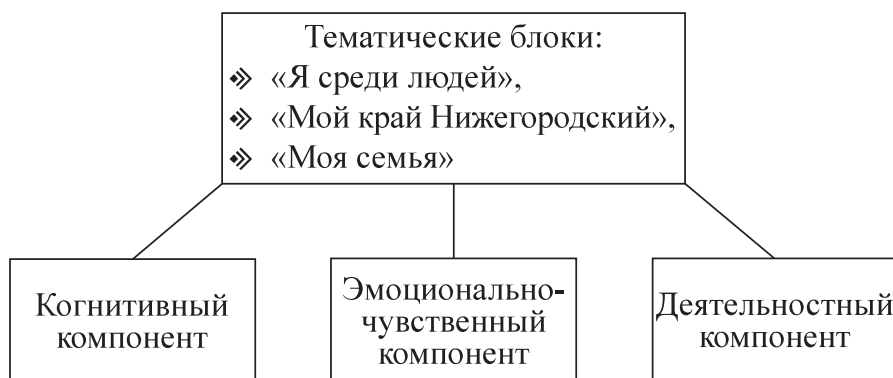 Тематические блоки:
«Я среди людей»,
«Мой край Нижегородский»,
«Моя семья»
Когнитивный
компонент
Эмоционально-
чувственный
компонент
Деятельностный
компонент